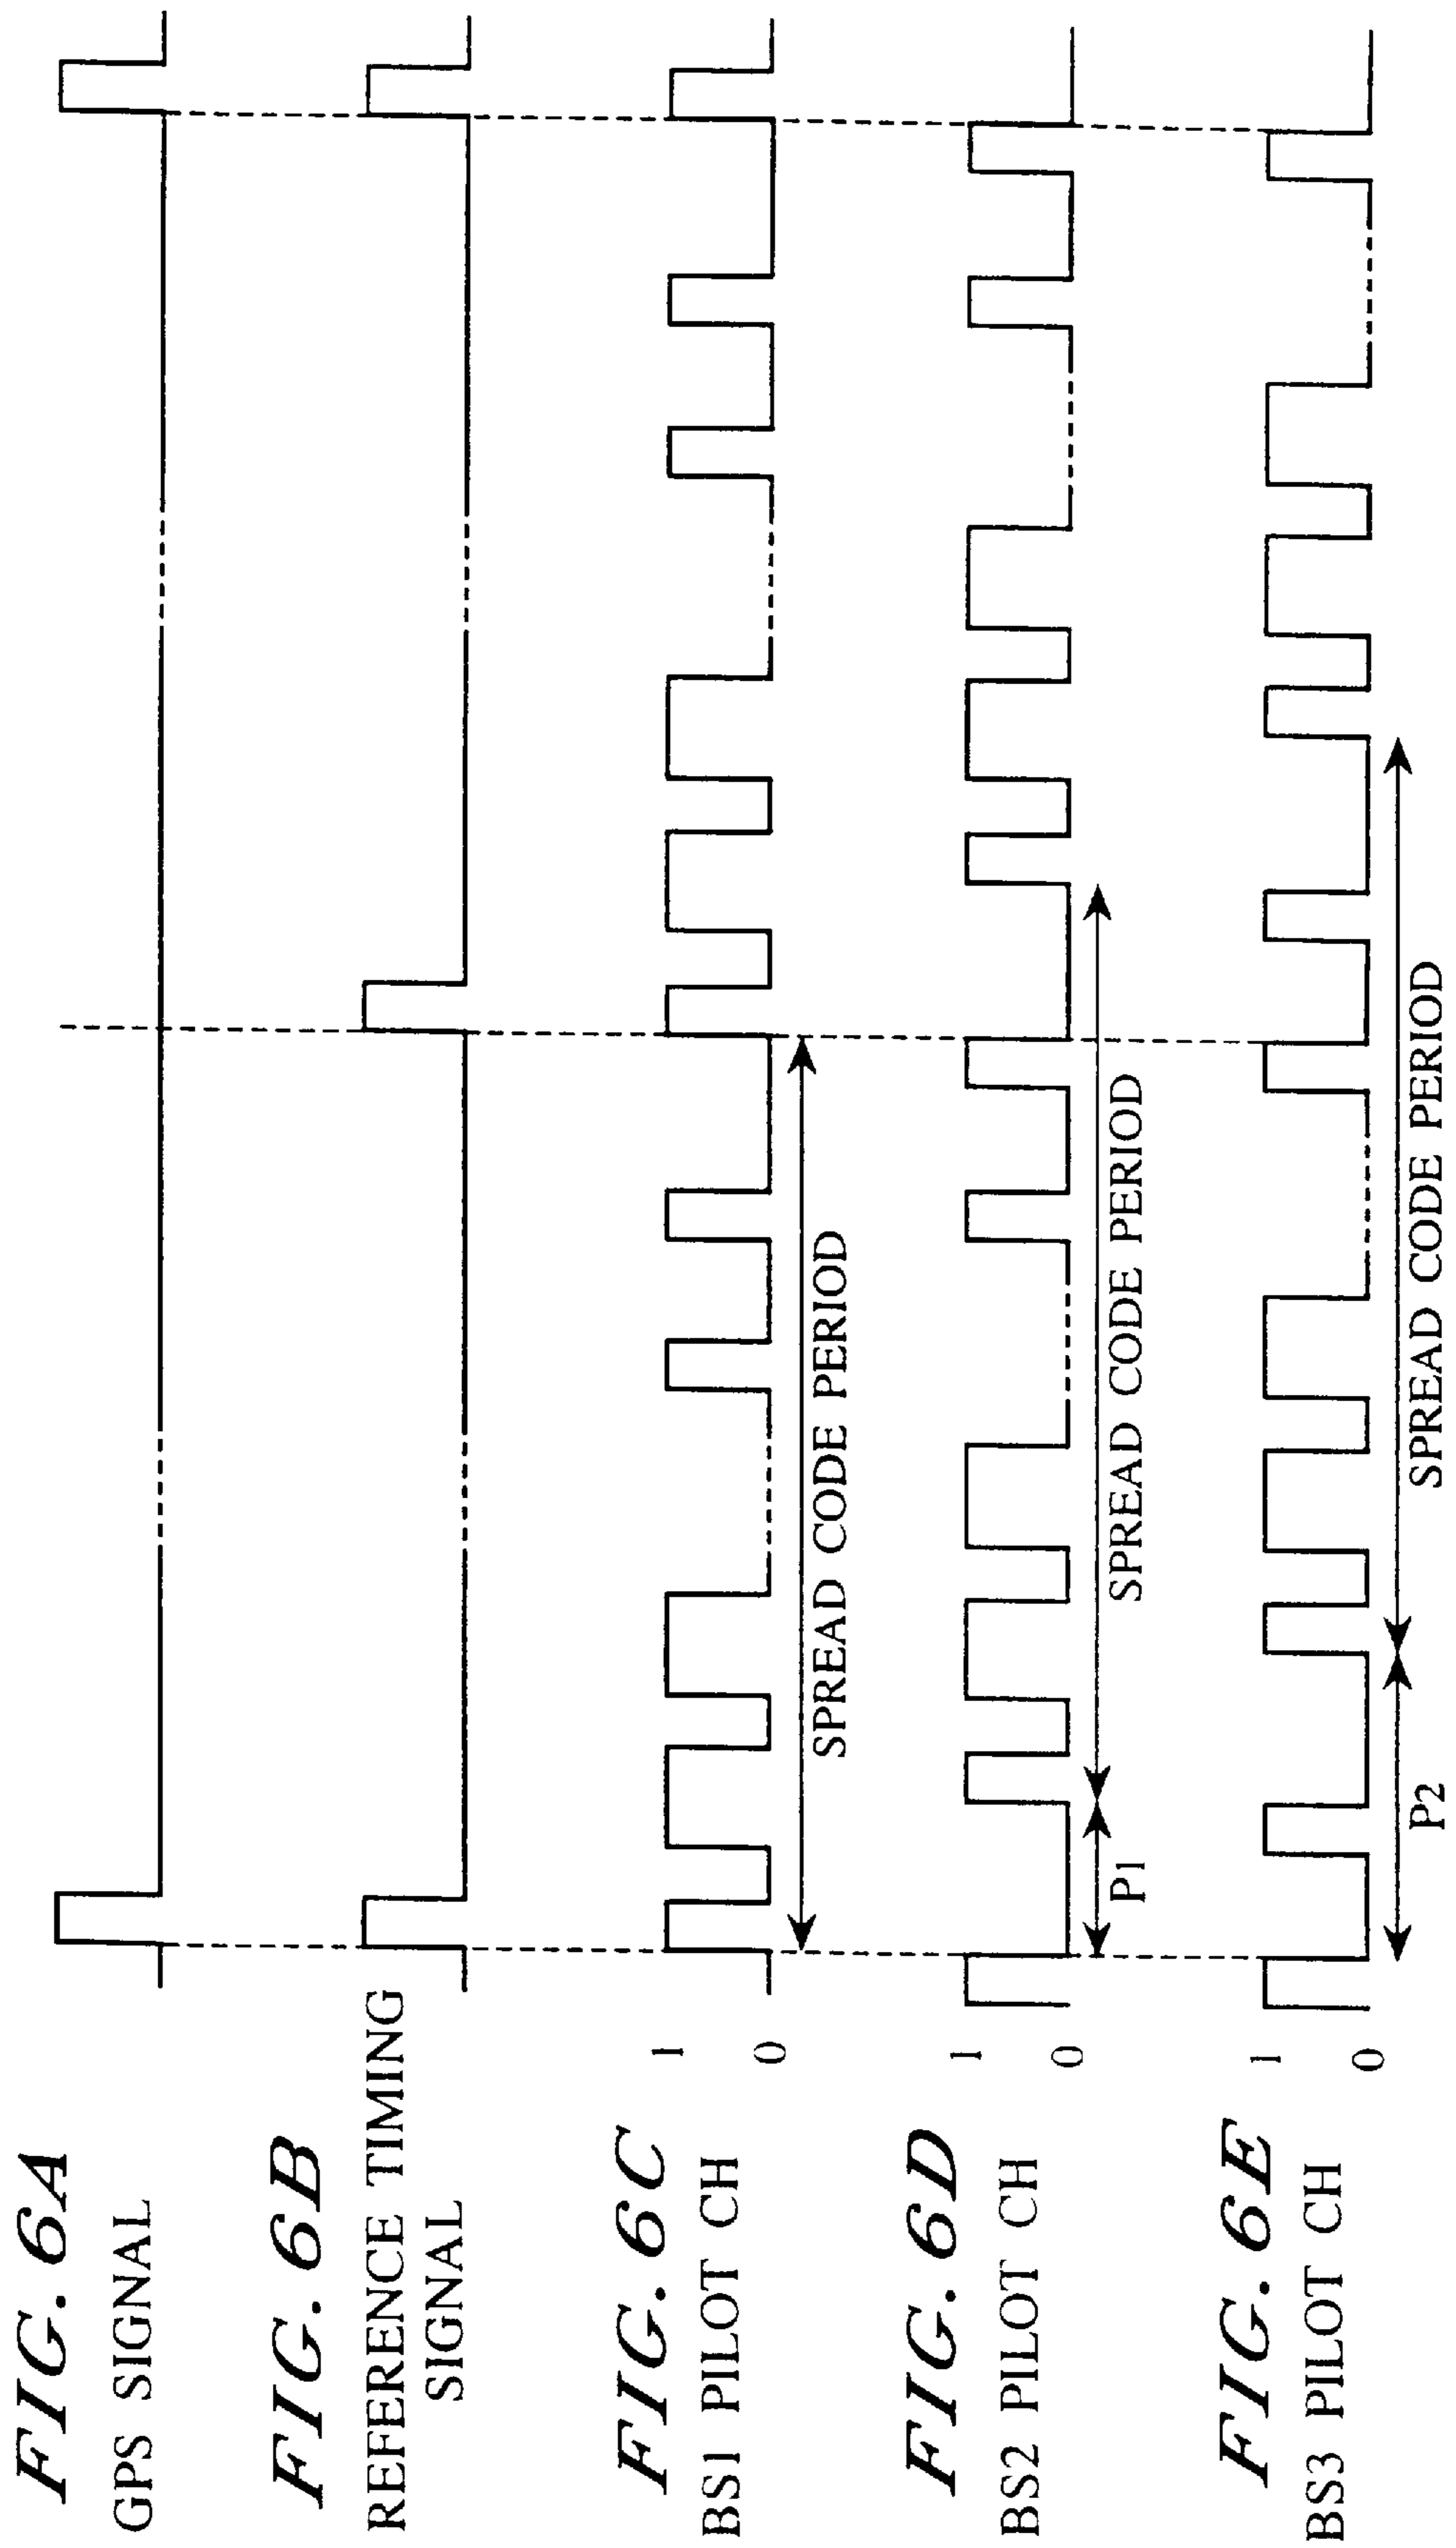 FIG. 6A
GPS SIGNAL
FIG. 6B
REFERENCE TIMING
SIGNAL
FIG. 6C
BS1 PILOT CH
1
0
SPREAD CODE PERIOD
FIG. 6D
BS2 PILOT CH
1
0
P1
SPREAD CODE PERIOD
FIG. 6E
BS3 PILOT CH
1
0
P2
SPREAD CODE PERIOD